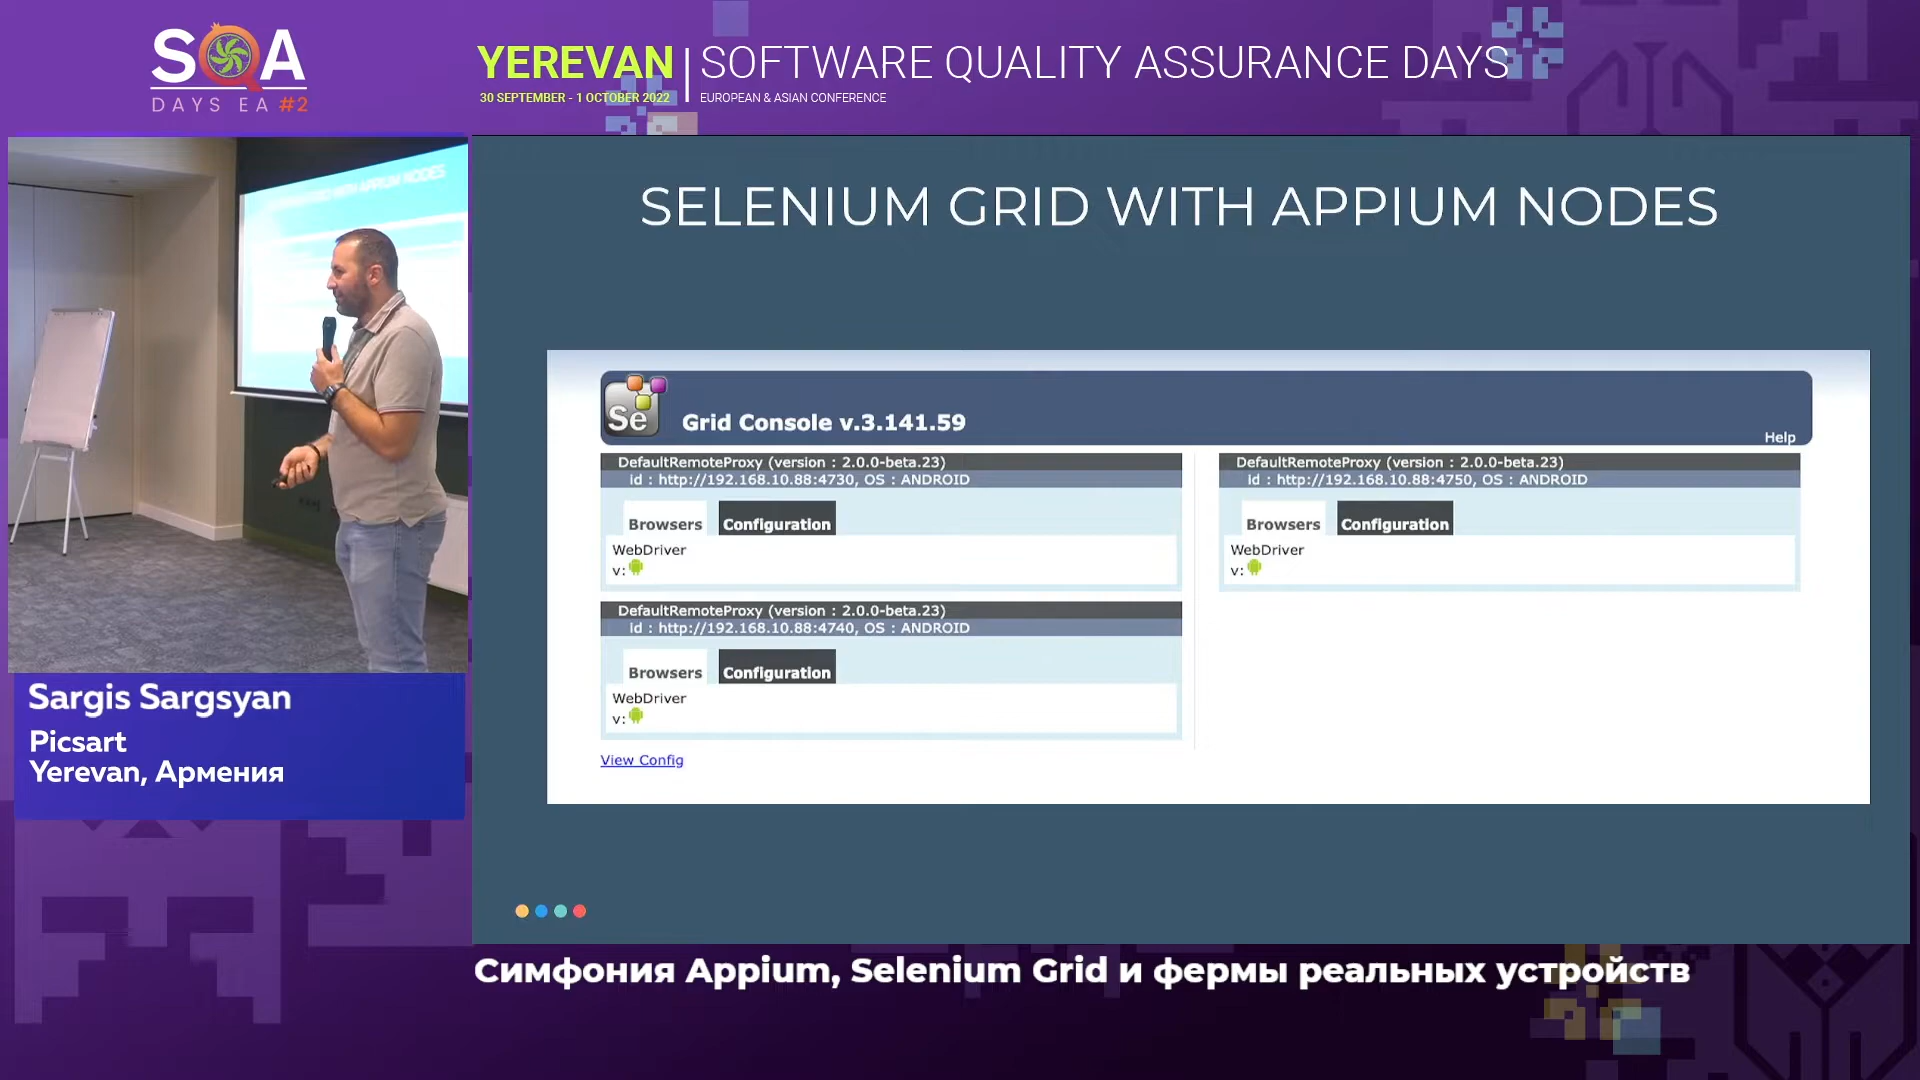 SQA
DAYS EA #2
YEREVAN
30 SEPTEMBER - 1 OCTOBER 2022
SOFTWARE QUALITY ASSURANCE DAYS
EUROPEAN & ASIAN CONFERENCE
WITH APPIUM NODES
Sargis Sargsyan
Picsart
Yerevan, Армения
SELENIUM GRID WITH APPIUM NODES
Se
Grid Console v.3.141.59
Help
DefaultRemoteProxy (version : 2.0.0-beta.23)
id : http://192.168.10.88:4730, OS : ANDROID
Browsers Configuration
WebDriver
v:
DefaultRemoteProxy (version : 2.0.0-beta.23)
id : http://192.168.10.88:4750, OS : ANDROID
Browsers Configuration
WebDriver
v:
DefaultRemoteProxy (version : 2.0.0-beta.23)
id : http://192.168.10.88:4740, OS : ANDROID
Browsers Configuration
WebDriver
v:
View Config
Симфония Appium, Selenium Grid и фермы реальных устройств